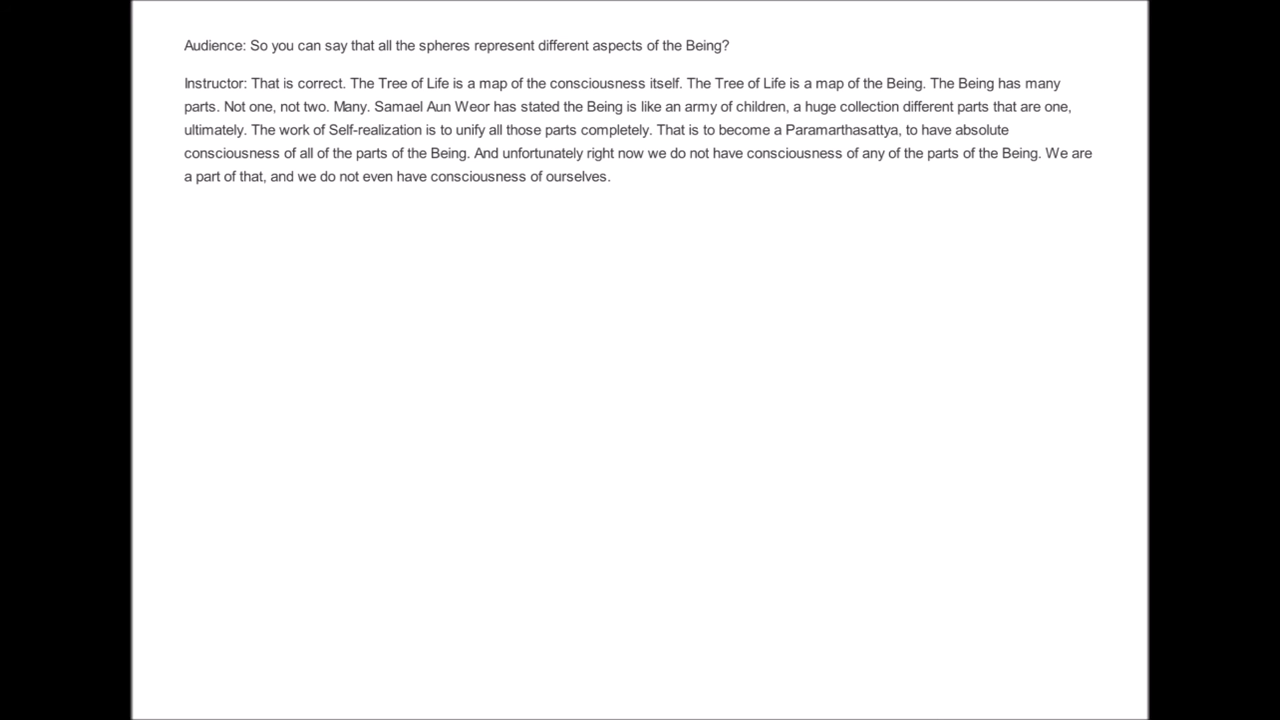 Audience: So you can say that all the spheres represent different aspects of the Being?
Instructor: That is correct. The Tree of Life is a map of the consciousness itself. The Tree of Life is a map of the Being. The Being has many
parts. Not one, not two. Many. Samael Aun Weor has stated the Being is like an army of children, a huge collection different parts that are one,
ultimately. The work of Self-realization is to unify all those parts completely. That is to become a Paramarthasattya, to have absolute
consciousness of all of the parts of the Being. And unfortunately right now we do not have consciousness of any of the parts of the Being. We are
a part of that, and we do not even have consciousness of ourselves.